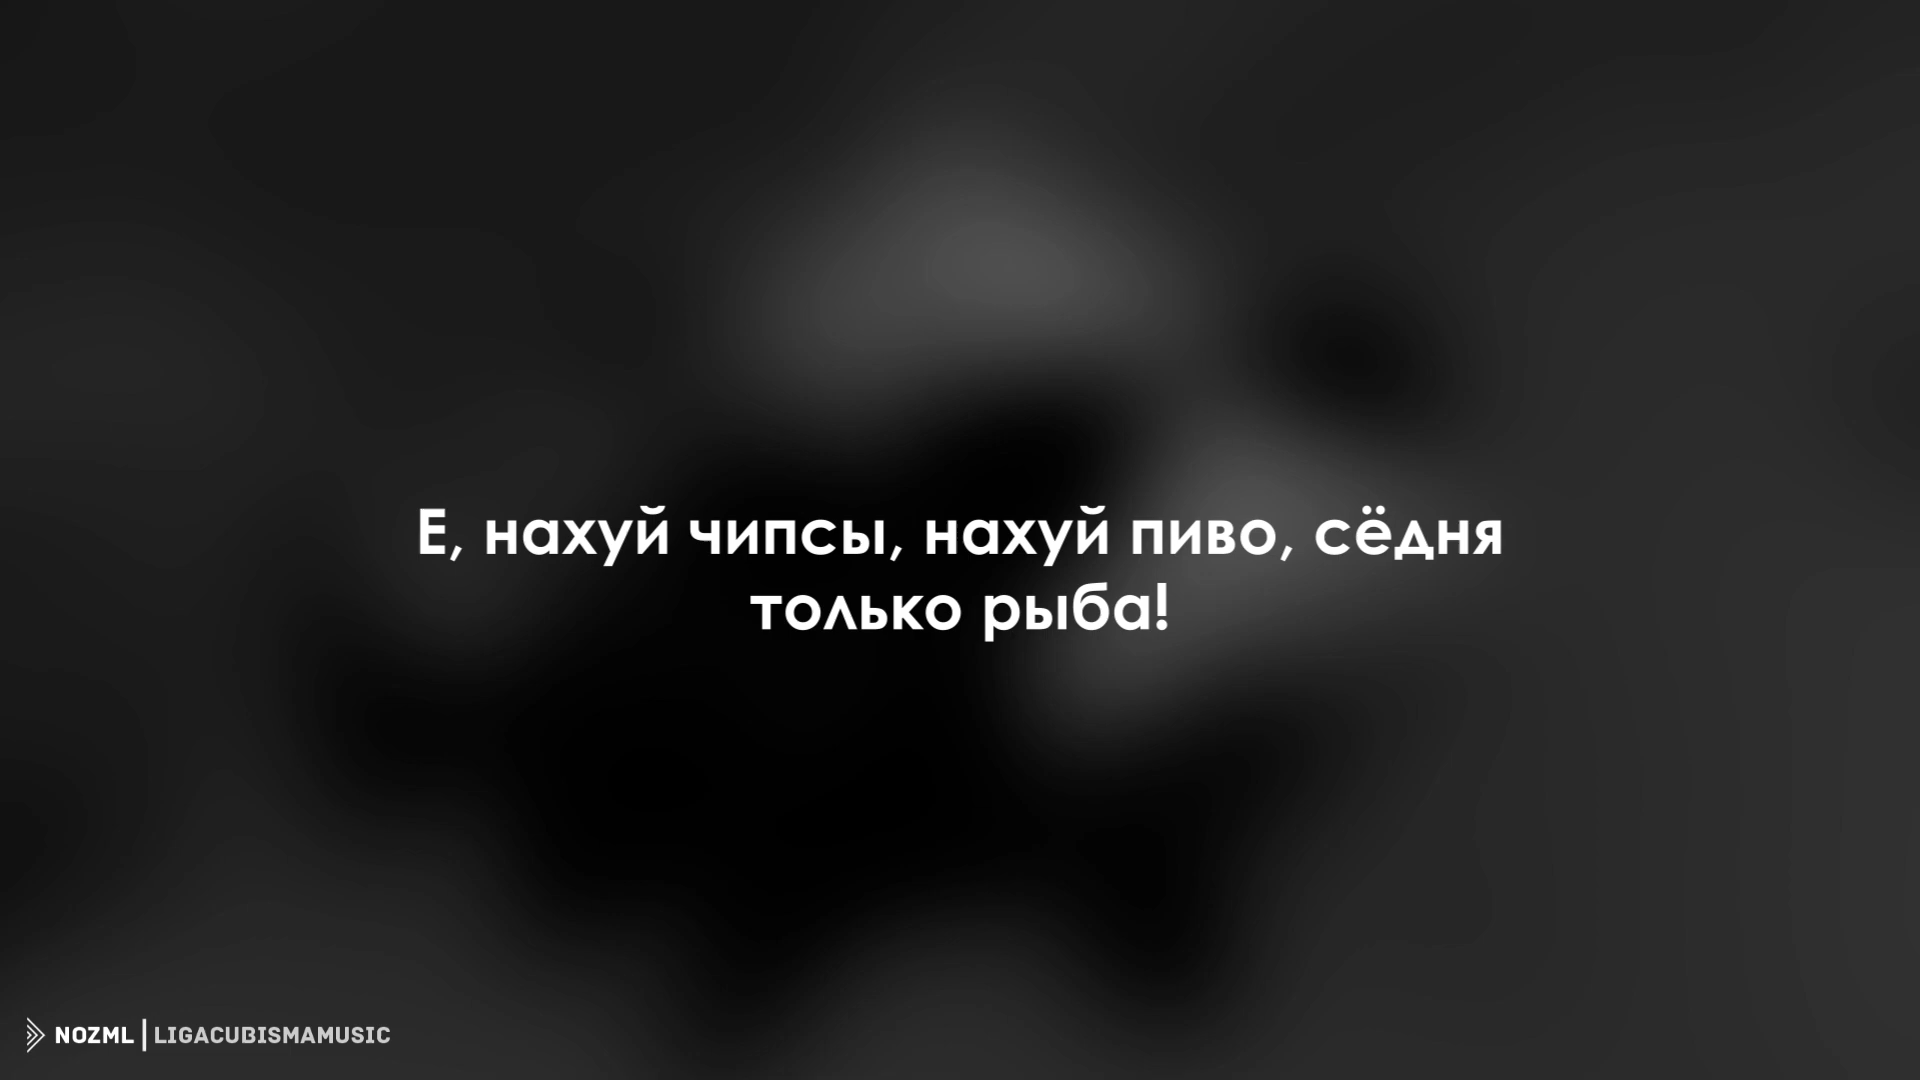 Е, нахуй чипсы, нахуй пиво, сёдня
только рыба!
NOZML | LIGACUBISMAMUSIC